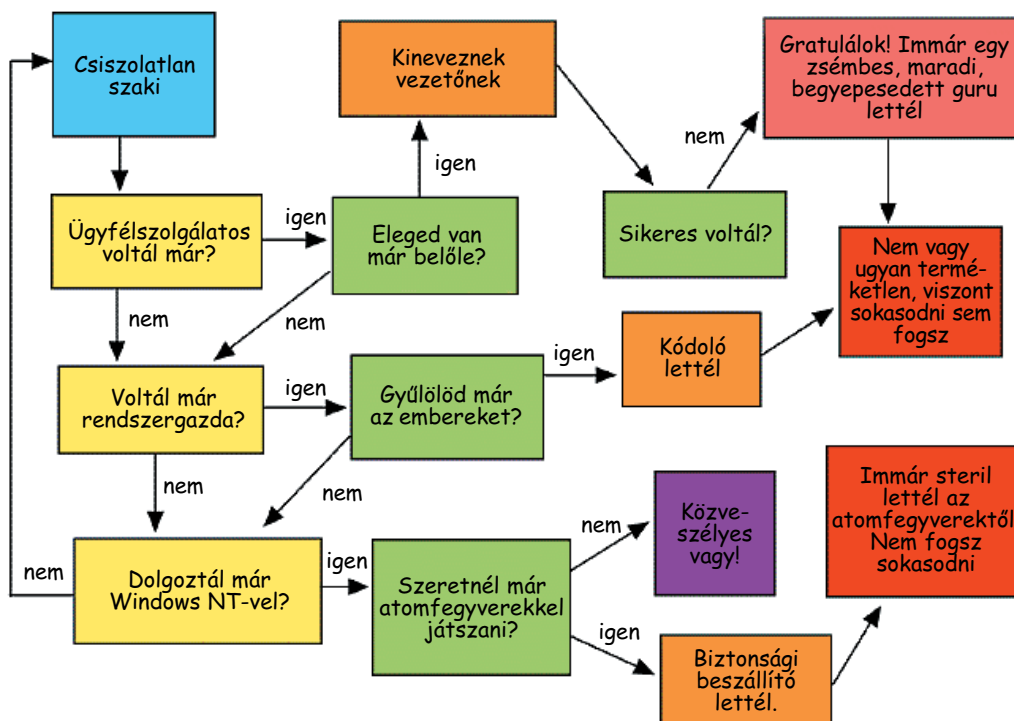 Csiszolatlan
szaki
Kineveznek
vezetőnek
Gratulálok! Immár egy
zsémbes, maradi,
begyepesedett guru
lettél
nem
igen
Ügyfélszolgálatos
voltál már?
igen
Eleged van
már belőle?
Sikeres voltál?
Nem vagy
ugyan termé-
ketlen, viszont
sokasodni sem
fogsz
nem
nem
Voltál már
rendszergazda?
igen
Gyűlölöd már
az embereket?
igen
Kódoló
lettél
nem
nem
Közve-
szélyes
vagy!
Immár steril
lettél az
atomfegyverektől
Nem fogsz
sokasodni
nem
Dolgoztál már
Windows NT-vel?
igen
Szeretnél már
atomfegyverekkel
játszani?
nem
igen
Biztonsági
beszállító
lettél.